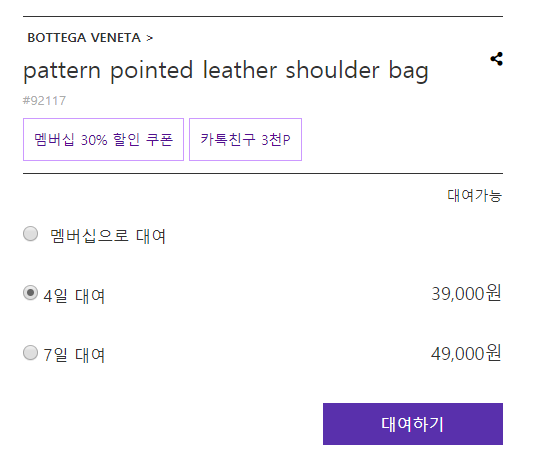 BOTTEGA VENETA >
pattern pointed leather shoulder bag
#92117
멤버십 30% 할인 쿠폰 카톡친구 3천P
대여가능
멤버십으로 대여
4일 대여 39,000원
7일 대여 49,000원
대여하기